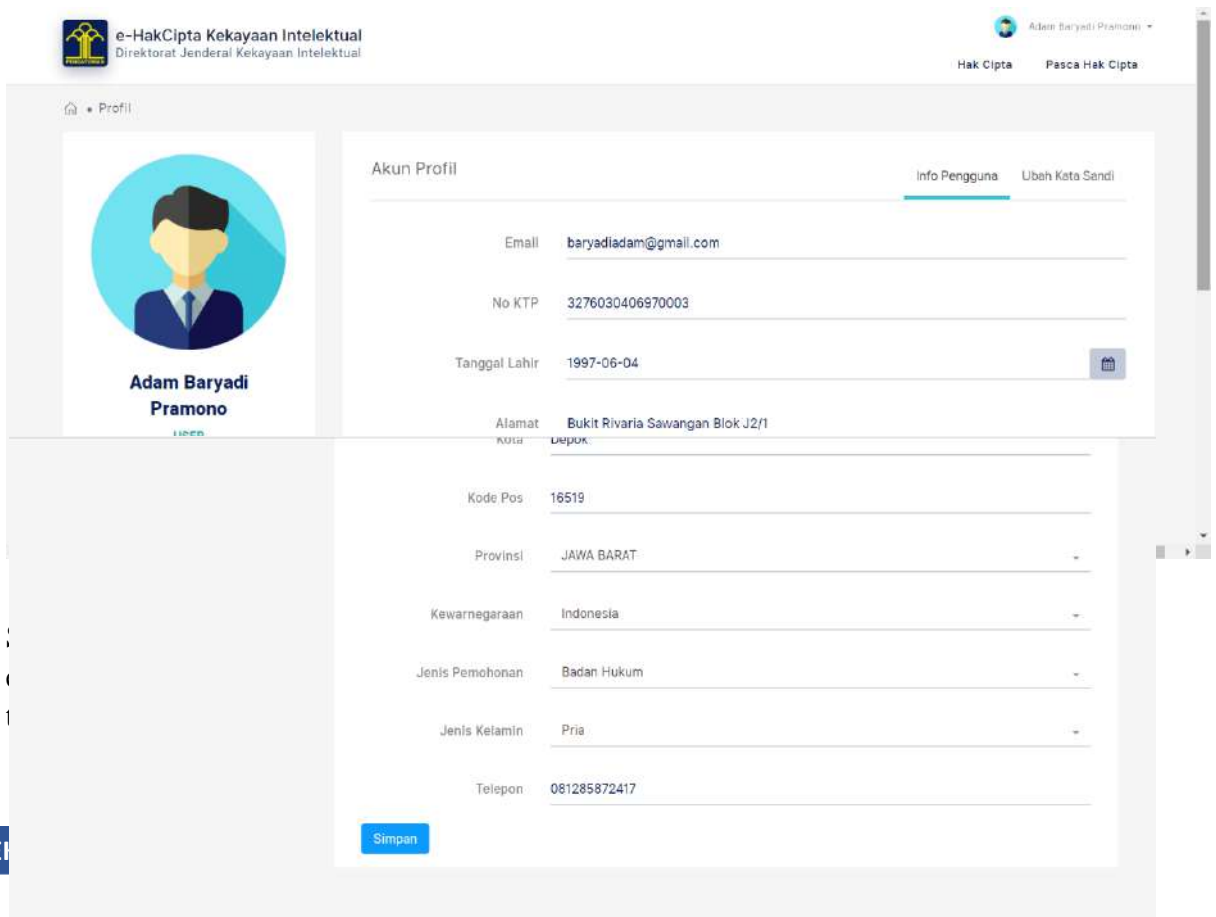 e-HakCipta Kekayaan Intelektual
Direktorat Jenderal Kekayaan Intelektual
Adam Baryadi Pramono
Hak Cipta Pasca Hak Cipta
Profil
Akun Profil
Info Pengguna Ubah Kata Sandi
Email baryadiadam@gmail.com
No KTP 3276030406970003
Tanggal Lahir 1997-06-04
Adam Baryadi
Pramono
USER
Alamat Bukit Rivaria Sawangan Blok J2/1
Kota Depok
Kode Pos 16519
Provinsi JAWA BARAT
Kewarnegaraan Indonesia
Jenis Pemohonan Badan Hukum
Jenis Kelamin Pria
Telepon 081285872417
Simpan